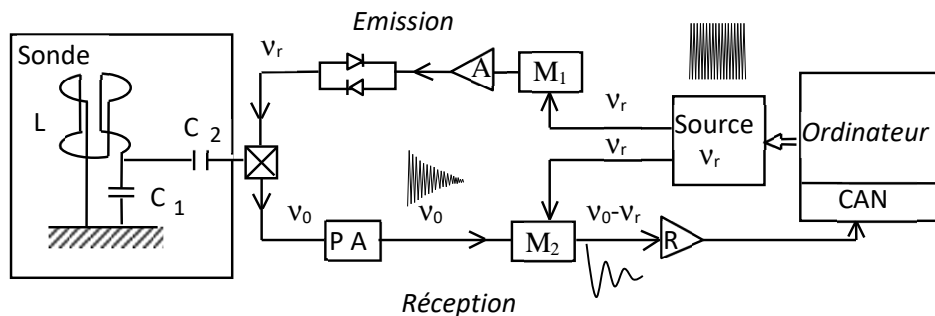 Emission
Sonde
L
C 2
C 1
νr
A
M1
νr
Source
νr
νr
Ordinateur
CAN
ν0
P A
ν0
M2
ν0-νr
R
Réception